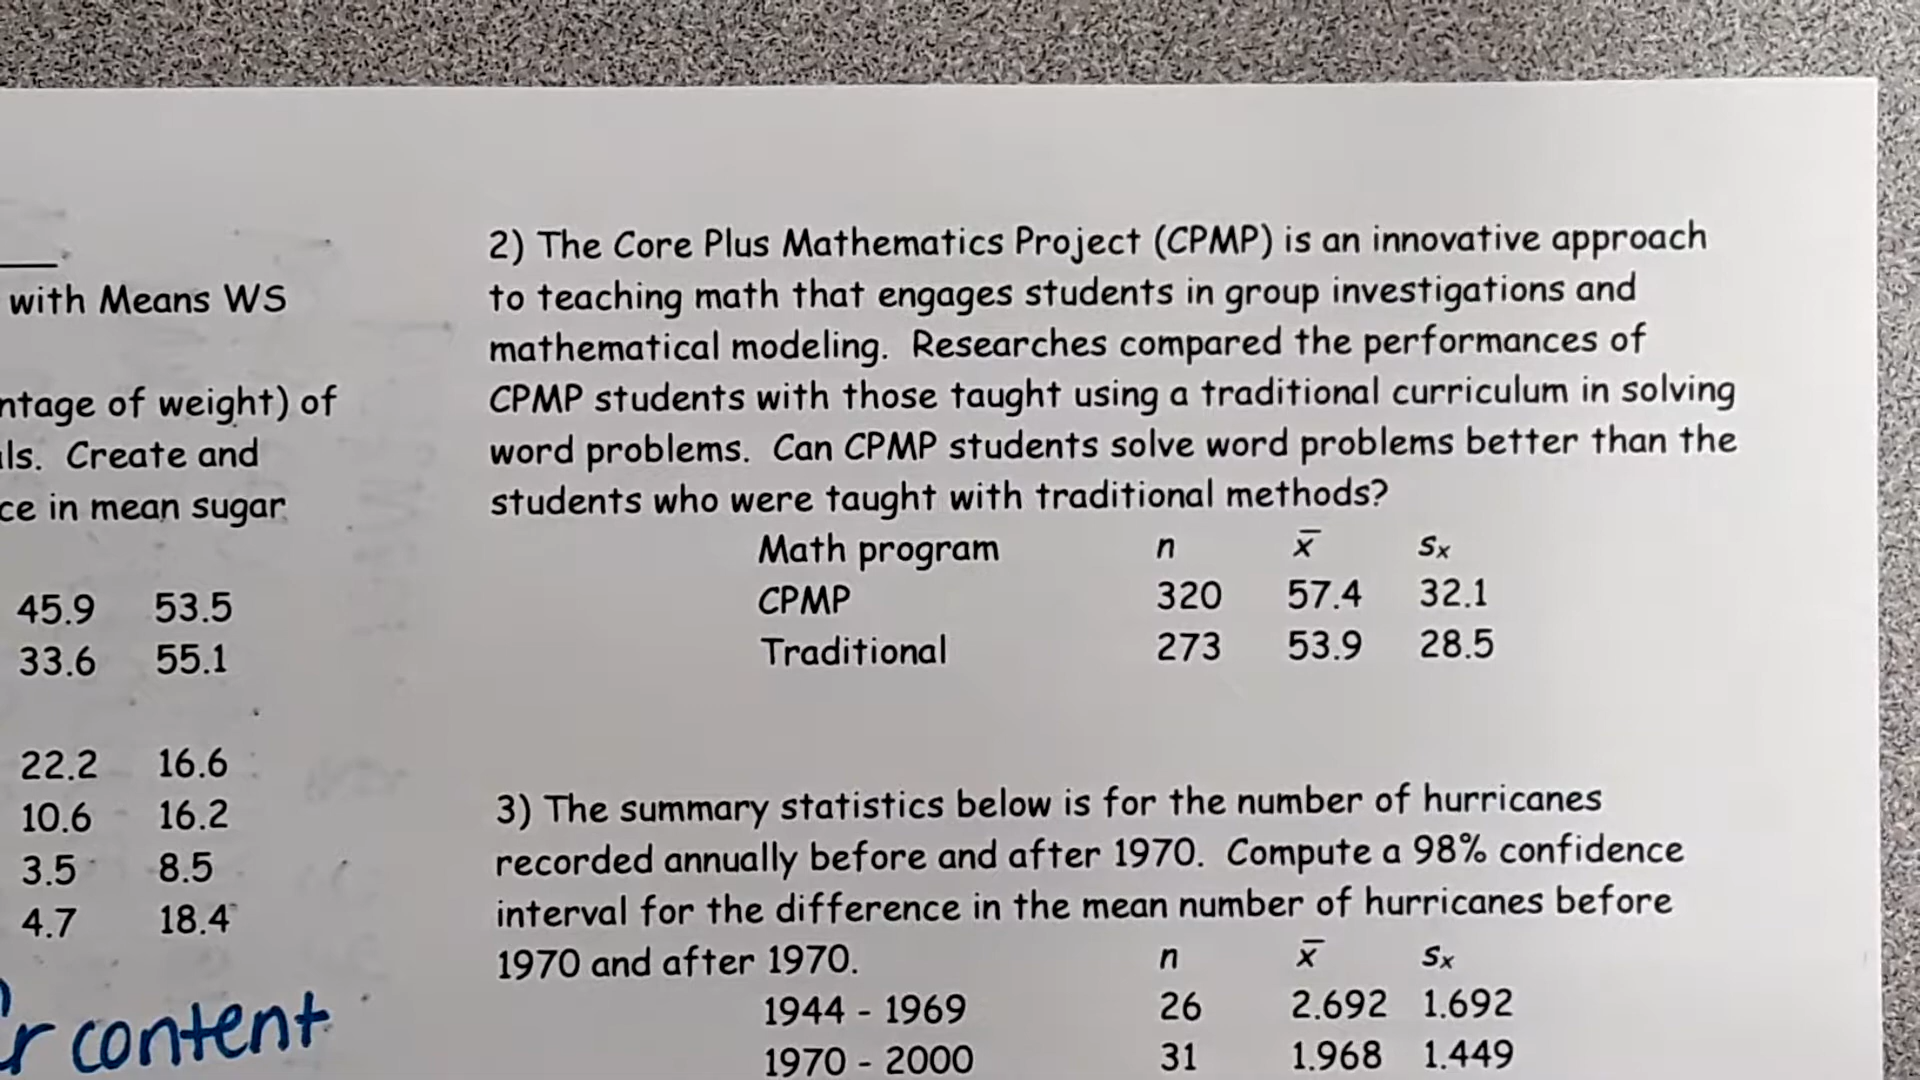 with Means WS
ntage of weight) of
ls. Create and
ce in mean sugar
45.9 53.5
33.6 55.1
22.2 16.6
10.6 16.2
3.5 8.5
4.7 18.4
r content
2) The Core Plus Mathematics Project (CPMP) is an innovative approach
to teaching math that engages students in group investigations and
mathematical modeling. Researches compared the performances of
CPMP students with those taught using a traditional curriculum in solving
word problems. Can CPMP students solve word problems better than the
students who were taught with traditional methods?
Math program n x̄ Sx
CPMP 320 57.4 32.1
Traditional 273 53.9 28.5
3) The summary statistics below is for the number of hurricanes
recorded annually before and after 1970. Compute a 98% confidence
interval for the difference in the mean number of hurricanes before
1970 and after 1970. n x̄ Sx
1944 - 1969 26 2.692 1.692
1970 - 2000 31 1.968 1.449